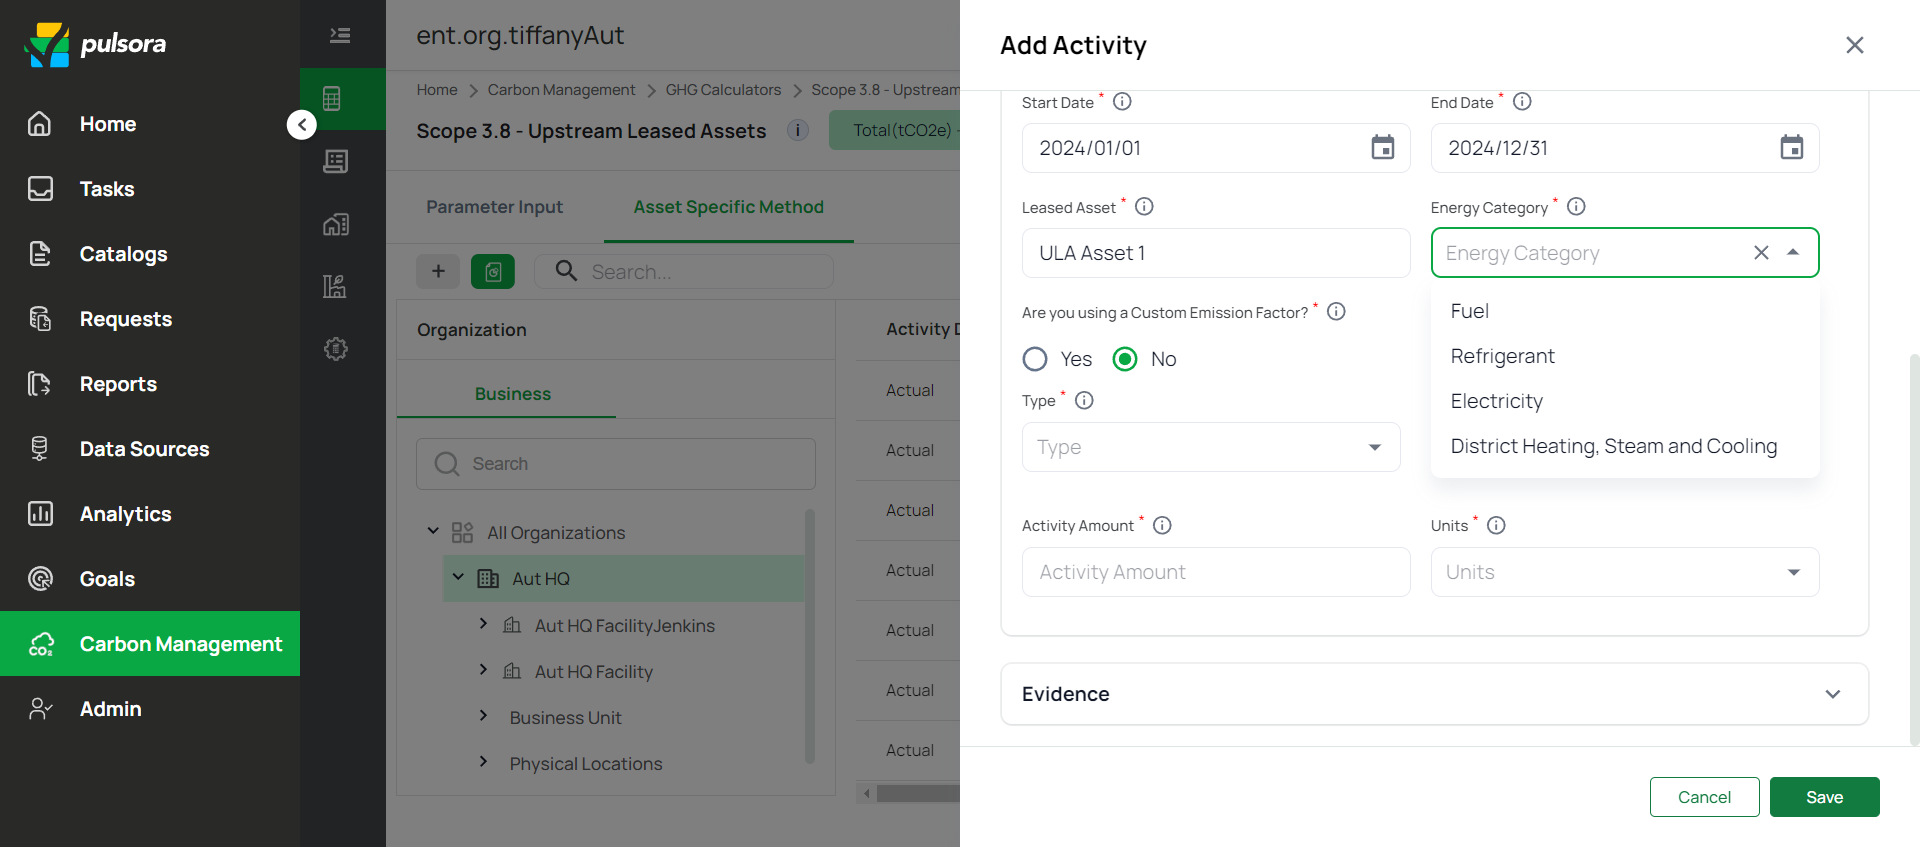 pulsora
Home
Tasks
Catalogs
Requests
Reports
Data Sources
Analytics
Goals
Carbon Management
Admin
ent.org.tiffanyAut
Home > Carbon Management > GHG Calculators > Scope 3.8 - Upstream
Scope 3.8 - Upstream Leased Assets
Total(tCO2e) -
Parameter Input
Asset Specific Method
Search...
Organization
Business
Search
All Organizations
Aut HQ
Aut HQ FacilityJenkins
Aut HQ Facility
Business Unit
Physical Locations
Activity D
Actual
Actual
Actual
Actual
Actual
Actual
Actual
Add Activity
Start Date *
End Date *
2024/01/01
2024/12/31
Leased Asset *
Energy Category *
ULA Asset 1
Energy Category
Fuel
Refrigerant
Electricity
District Heating, Steam and Cooling
Are you using a Custom Emission Factor? *
Yes
No
Type *
Type
Activity Amount *
Units *
Activity Amount
Units
Evidence
Cancel
Save